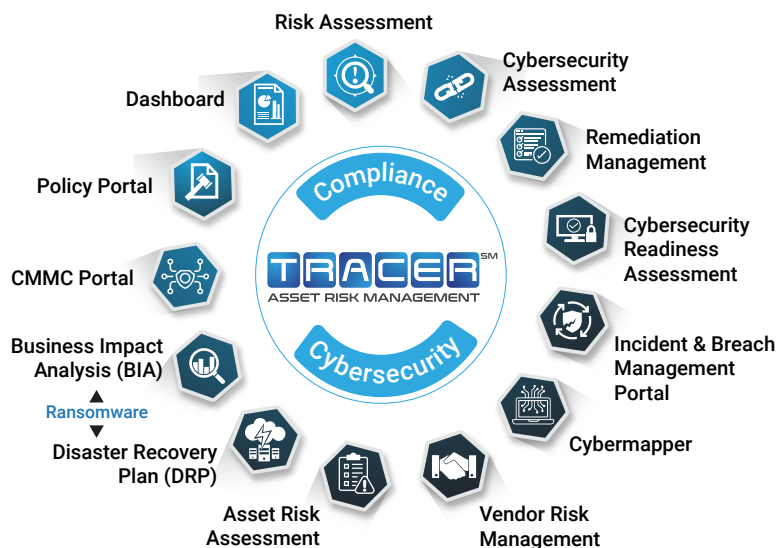 Risk Assessment
Cybersecurity
Assessment
Dashboard
Remediation
Management
Policy Portal
Compliance
Cybersecurity
Readiness
Assessment
TRACER SM
ASSET RISK MANAGEMENT
CMMC Portal
Cybersecurity
Incident & Breach
Management
Portal
Business Impact
Analysis (BIA)
Ransomware
Disaster Recovery
Plan (DRP)
Cybermapper
Asset Risk
Assessment
Vendor Risk
Management